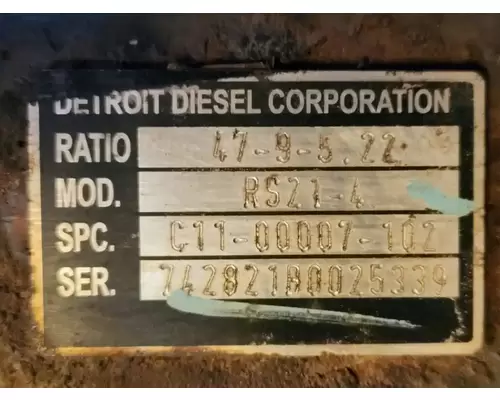 DETROIT DIESEL CORPORATION
RATIO 47-9-5.22
MOD. RS21-4
SPC. C11-00007-102
SER. 742821B0025339